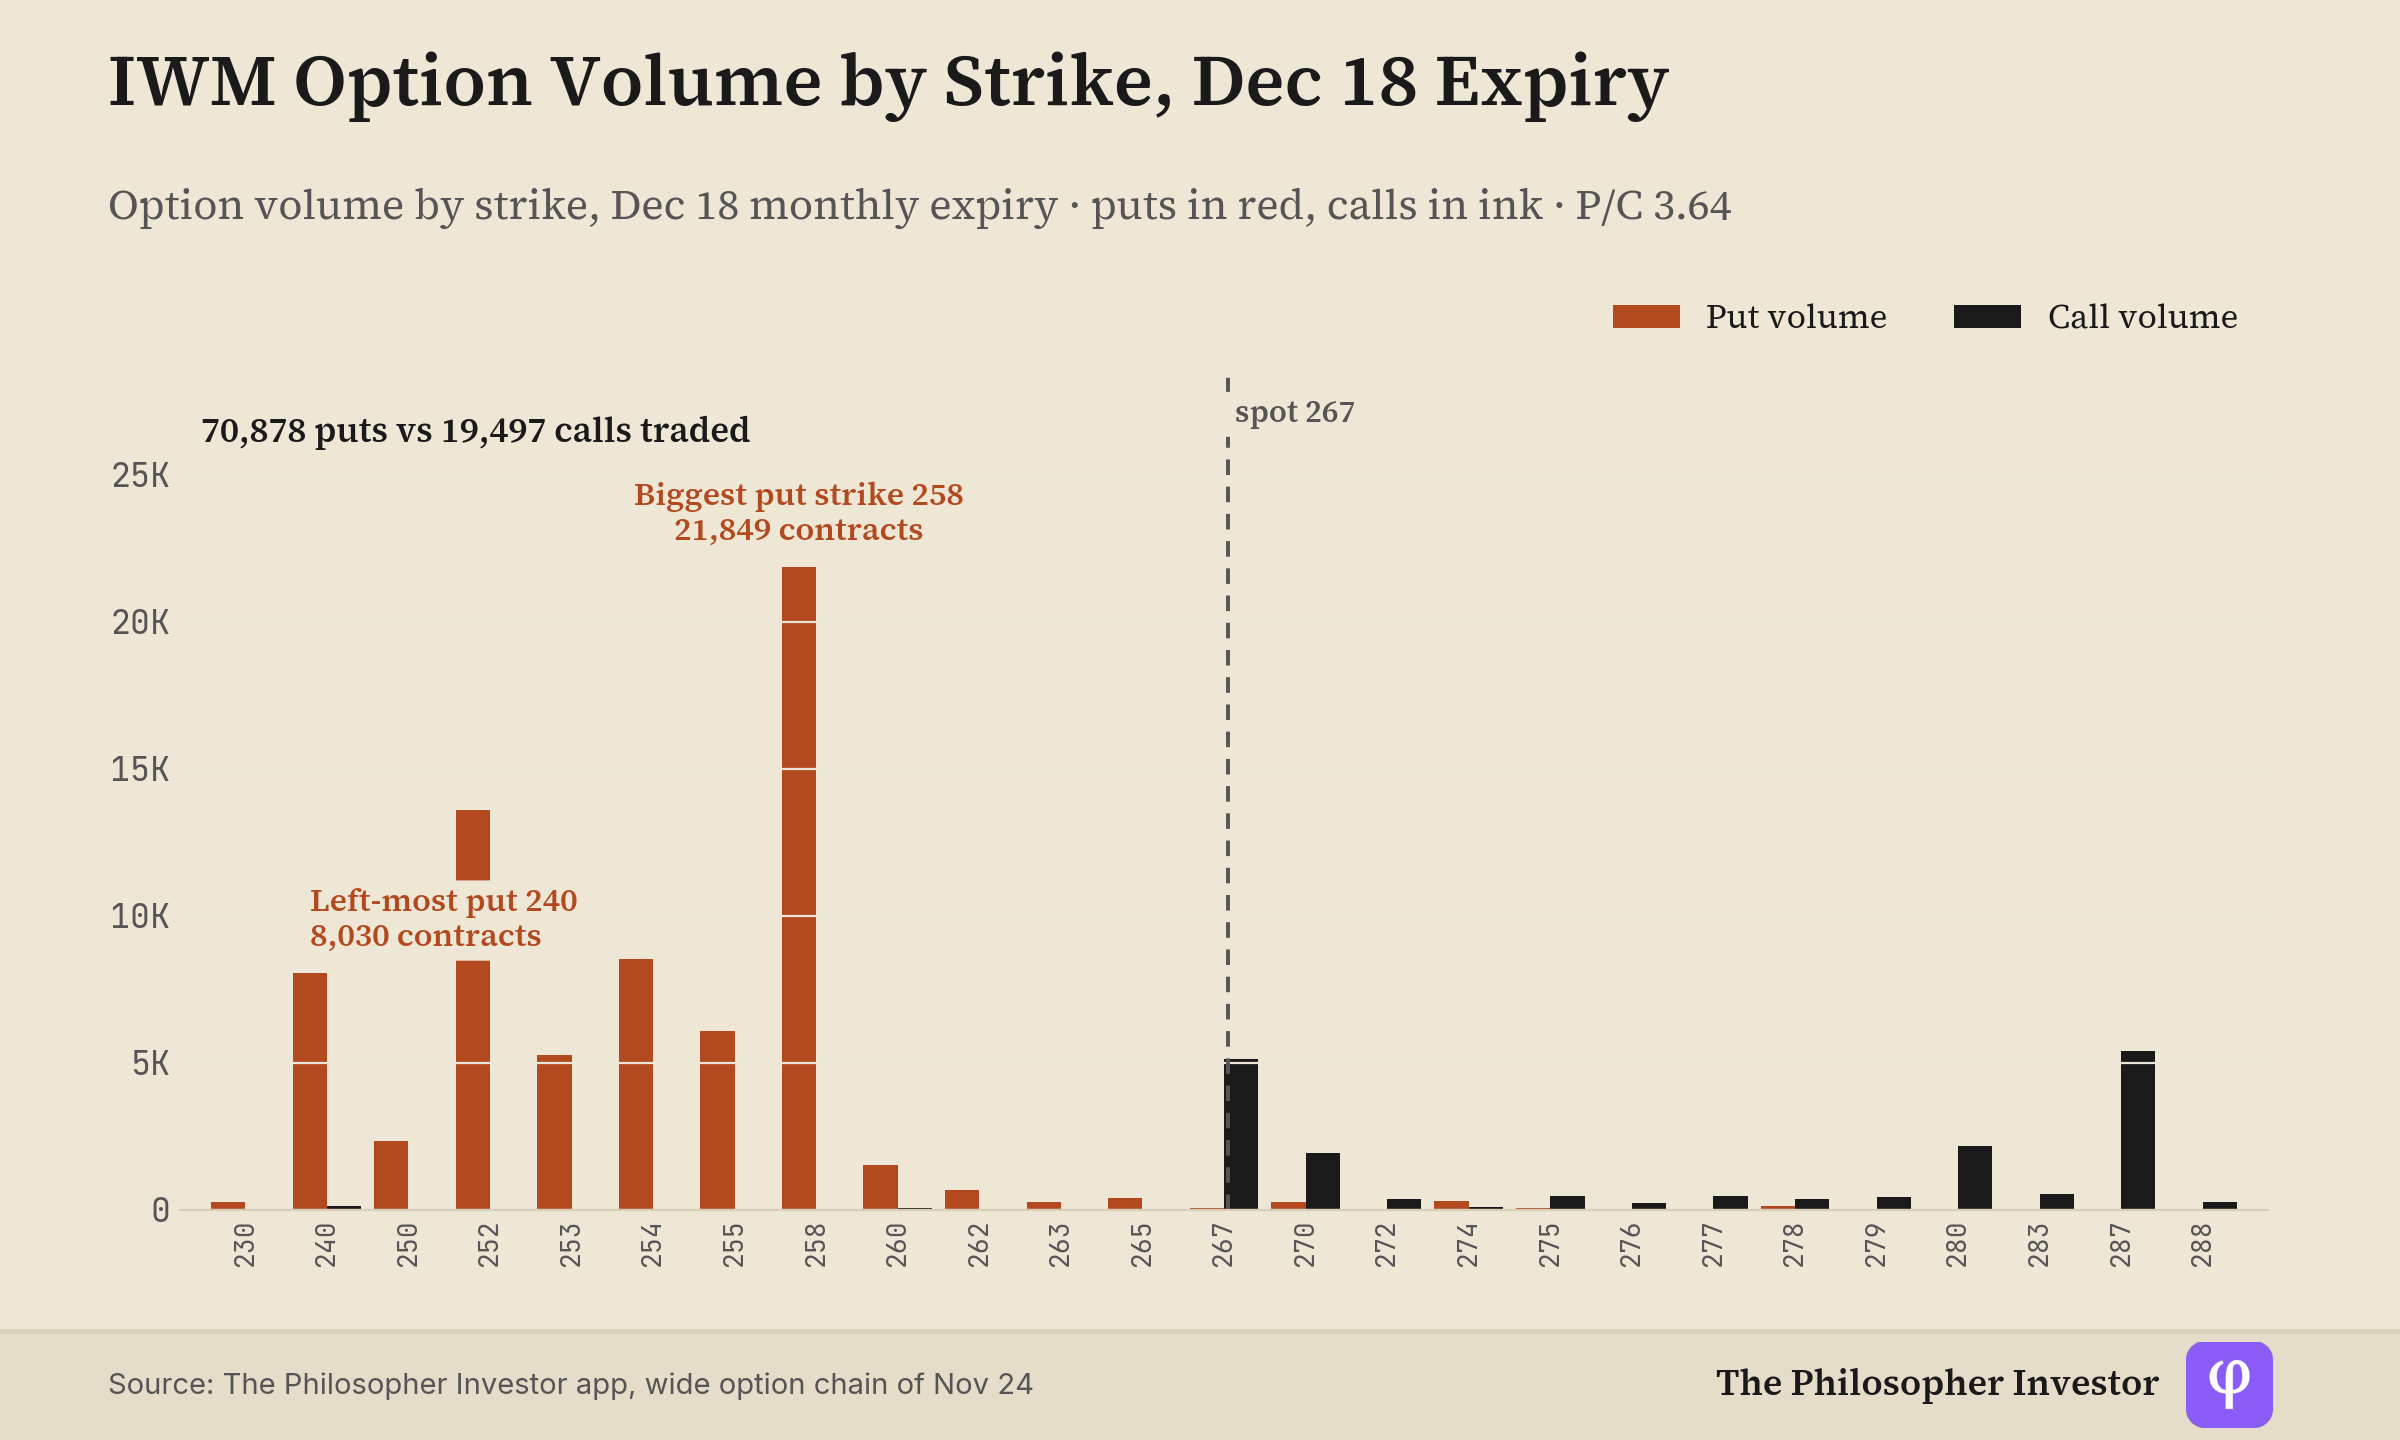 IWM Option Volume by Strike, Dec 18 Expiry
Option volume by strike, Dec 18 monthly expiry · puts in red, calls in ink · P/C 3.64
Put volume
Call volume
spot 267
70,878 puts vs 19,497 calls traded
25K
Biggest put strike 258
21,849 contracts
20K
15K
Left-most put 240
8,030 contracts
10K
5K
0
230
240
250
252
253
254
255
258
260
262
263
265
267
270
272
274
275
276
277
278
279
280
283
287
288
Source: The Philosopher Investor app, wide option chain of Nov 24
The Philosopher Investor
φ